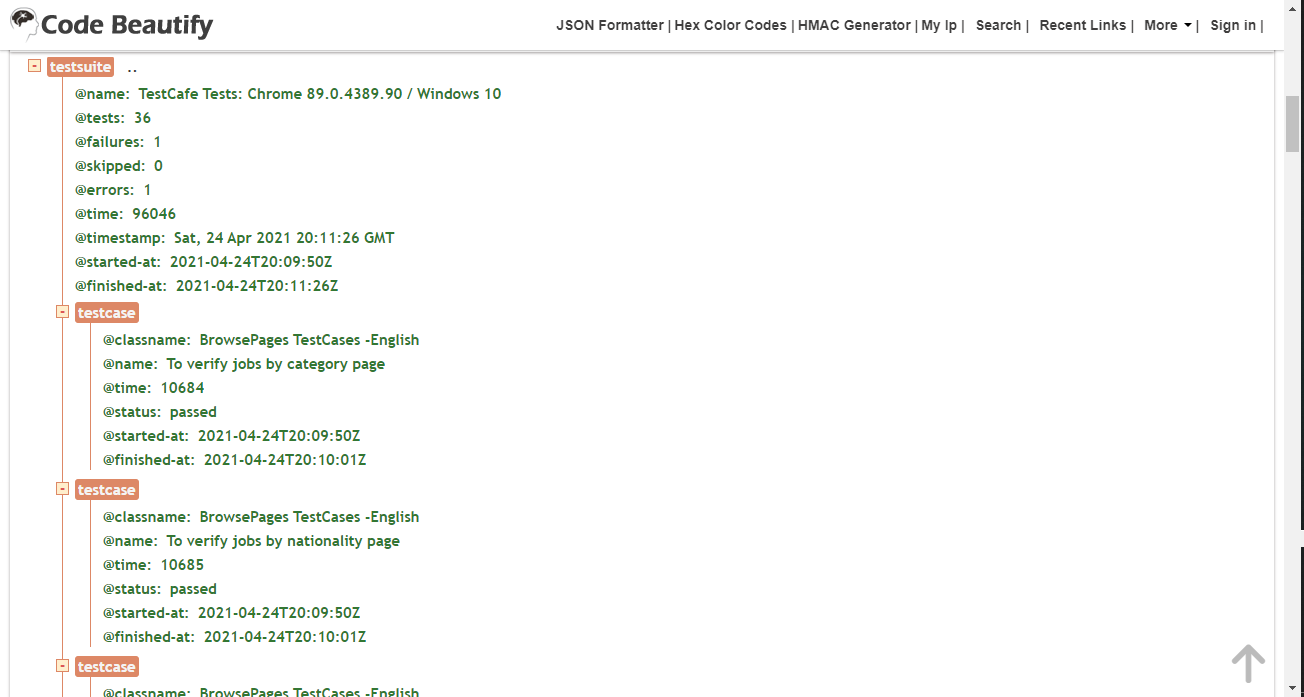 Code Beautify
JSON Formatter | Hex Color Codes | HMAC Generator | My Ip | Search | Recent Links | More | Sign in |
- testsuite ..
@name: TestCafe Tests: Chrome 89.0.4389.90 / Windows 10
@tests: 36
@failures: 1
@skipped: 0
@errors: 1
@time: 96046
@timestamp: Sat, 24 Apr 2021 20:11:26 GMT
@started-at: 2021-04-24T20:09:50Z
@finished-at: 2021-04-24T20:11:26Z
- testcase
@classname: BrowsePages TestCases -English
@name: To verify jobs by category page
@time: 10684
@status: passed
@started-at: 2021-04-24T20:09:50Z
@finished-at: 2021-04-24T20:10:01Z
- testcase
@classname: BrowsePages TestCases -English
@name: To verify jobs by nationality page
@time: 10685
@status: passed
@started-at: 2021-04-24T20:09:50Z
@finished-at: 2021-04-24T20:10:01Z
- testcase
@classname: BrowsePages TestCases -English